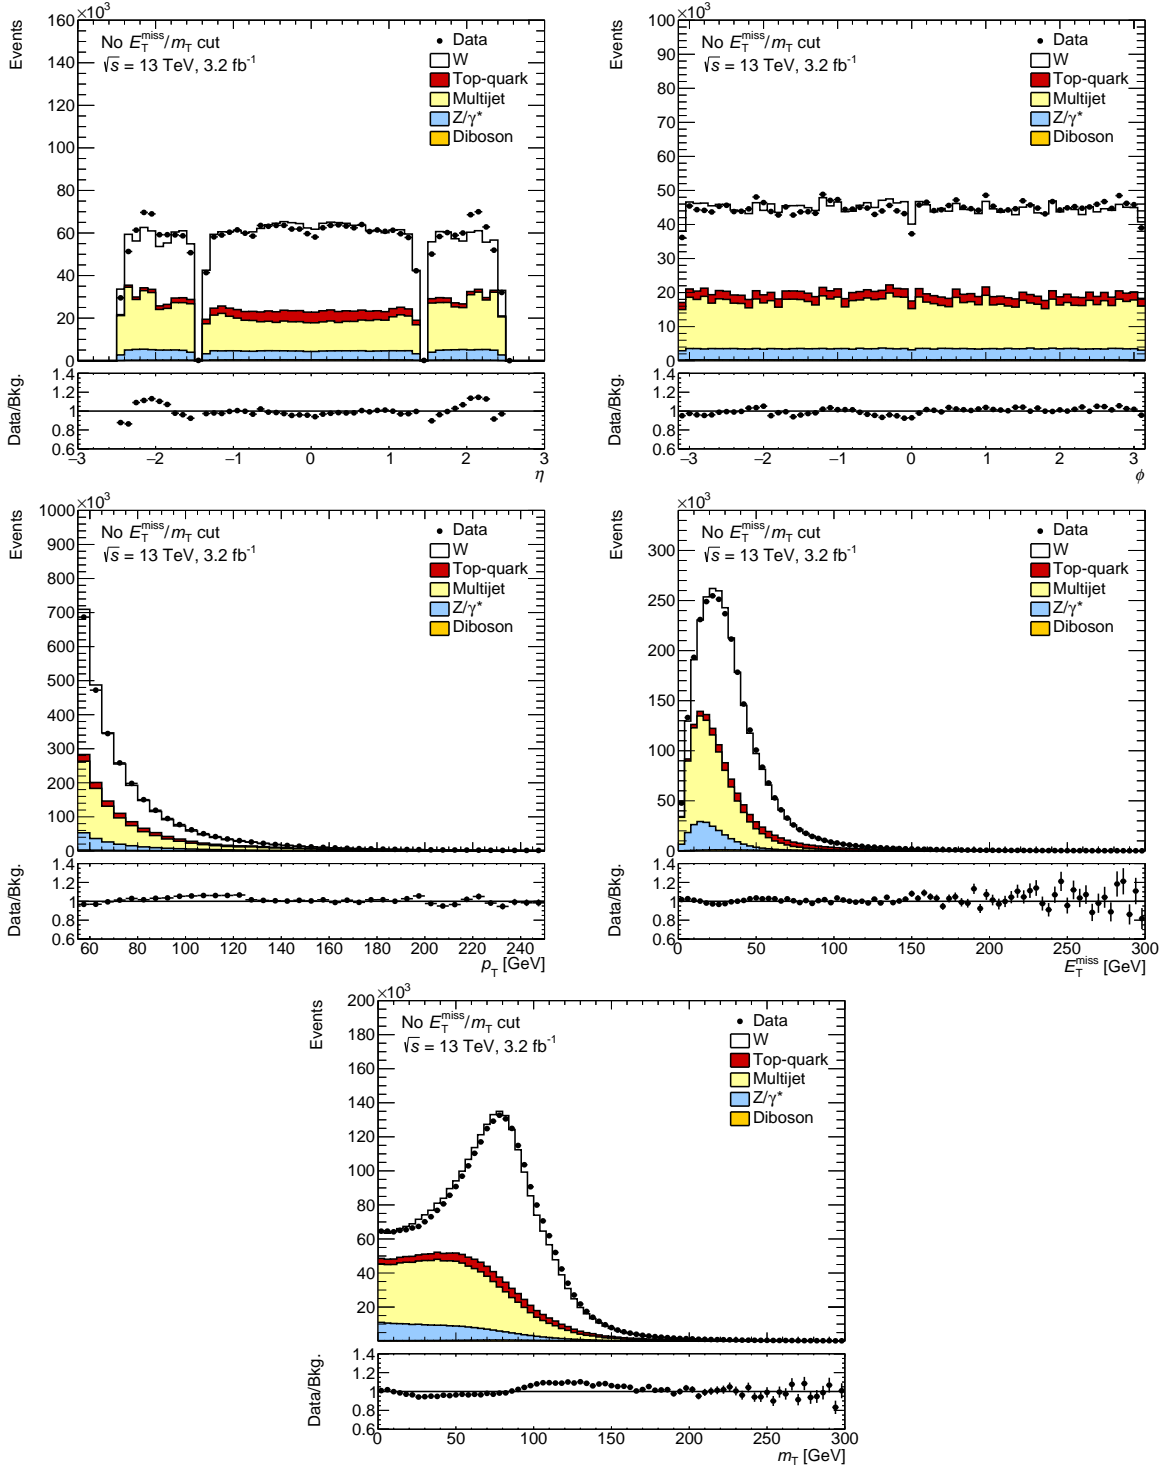 ×10³
Events
160
140
120
100
80
60
40
20
0
No E_T^miss/m_T cut
√s = 13 TeV, 3.2 fb⁻¹
Data
W
Top-quark
Multijet
Z/γ*
Diboson
Data/Bkg.
1.4
1.2
1
0.8
0.6
−3 −2 −1 0 1 2 3
η
×10³
Events
100
90
80
70
60
50
40
30
20
10
0
No E_T^miss/m_T cut
√s = 13 TeV, 3.2 fb⁻¹
Data
W
Top-quark
Multijet
Z/γ*
Diboson
Data/Bkg.
1.4
1.2
1
0.8
0.6
−3 −2 −1 0 1 2 3
ϕ
×10³
Events
1000
900
800
700
600
500
400
300
200
100
0
No E_T^miss/m_T cut
√s = 13 TeV, 3.2 fb⁻¹
Data
W
Top-quark
Multijet
Z/γ*
Diboson
Data/Bkg.
1.4
1.2
1
0.8
0.6
60 80 100 120 140 160 180 200 220 240
p_T [GeV]
×10³
Events
300
250
200
150
100
50
0
No E_T^miss/m_T cut
√s = 13 TeV, 3.2 fb⁻¹
Data
W
Top-quark
Multijet
Z/γ*
Diboson
Data/Bkg.
1.4
1.2
1
0.8
0.6
0 50 100 150 200 250 300
E_T^miss [GeV]
×10³
Events
200
180
160
140
120
100
80
60
40
20
No E_T^miss/m_T cut
√s = 13 TeV, 3.2 fb⁻¹
Data
W
Top-quark
Multijet
Z/γ*
Diboson
Data/Bkg.
1.4
1.2
1
0.8
0.6
0 50 100 150 200 250 300
m_T [GeV]